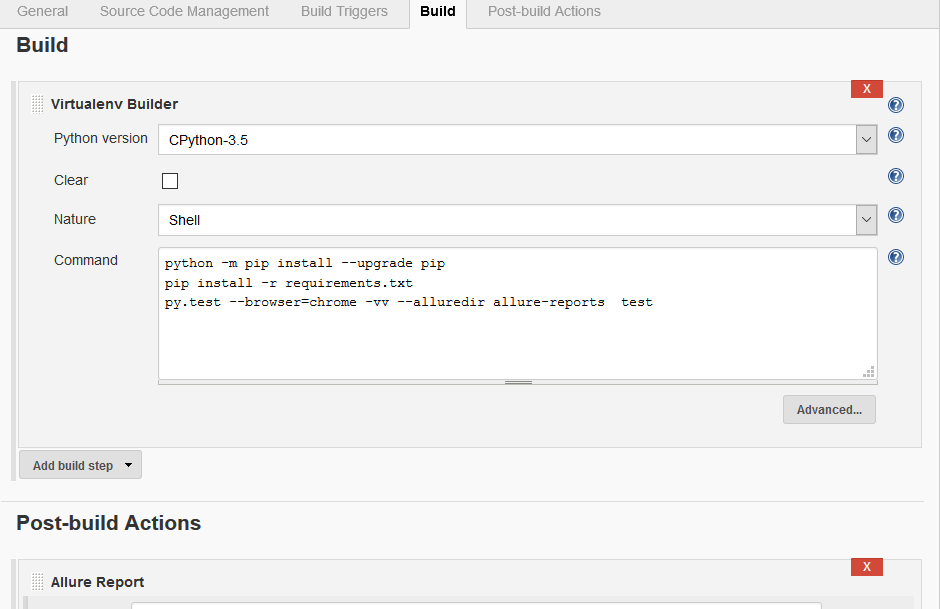 General Source Code Management Build Triggers Build Post-build Actions
Build
X
Virtualenv Builder
Python version CPython-3.5
Clear
Nature Shell
Command
python -m pip install --upgrade pip
pip install -r requirements.txt
py.test --browser=chrome -vv --alluredir allure-reports  test
Advanced...
Add build step
Post-build Actions
X
Allure Report